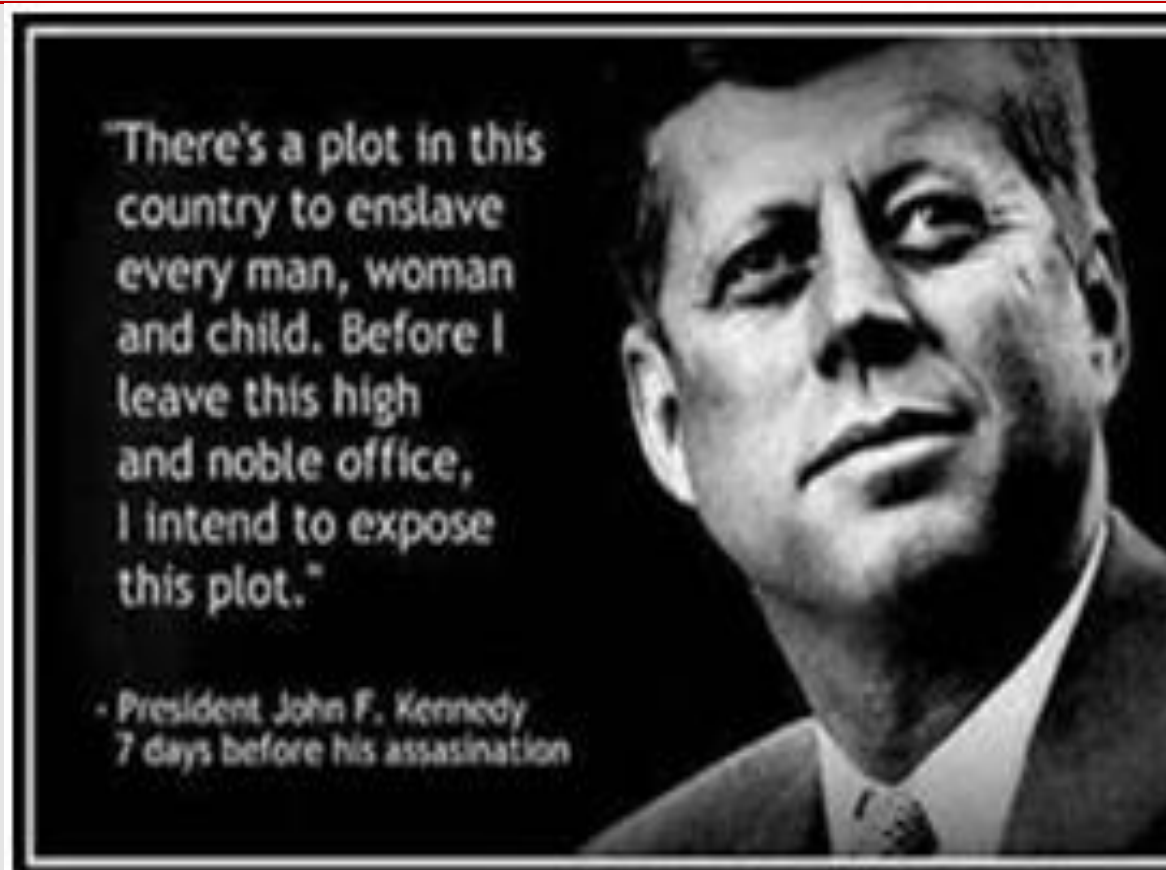 "There's a plot in this
country to enslave
every man, woman
and child. Before I
leave this high
and noble office,
I intend to expose
this plot."
- President John F. Kennedy
7 days before his assasination